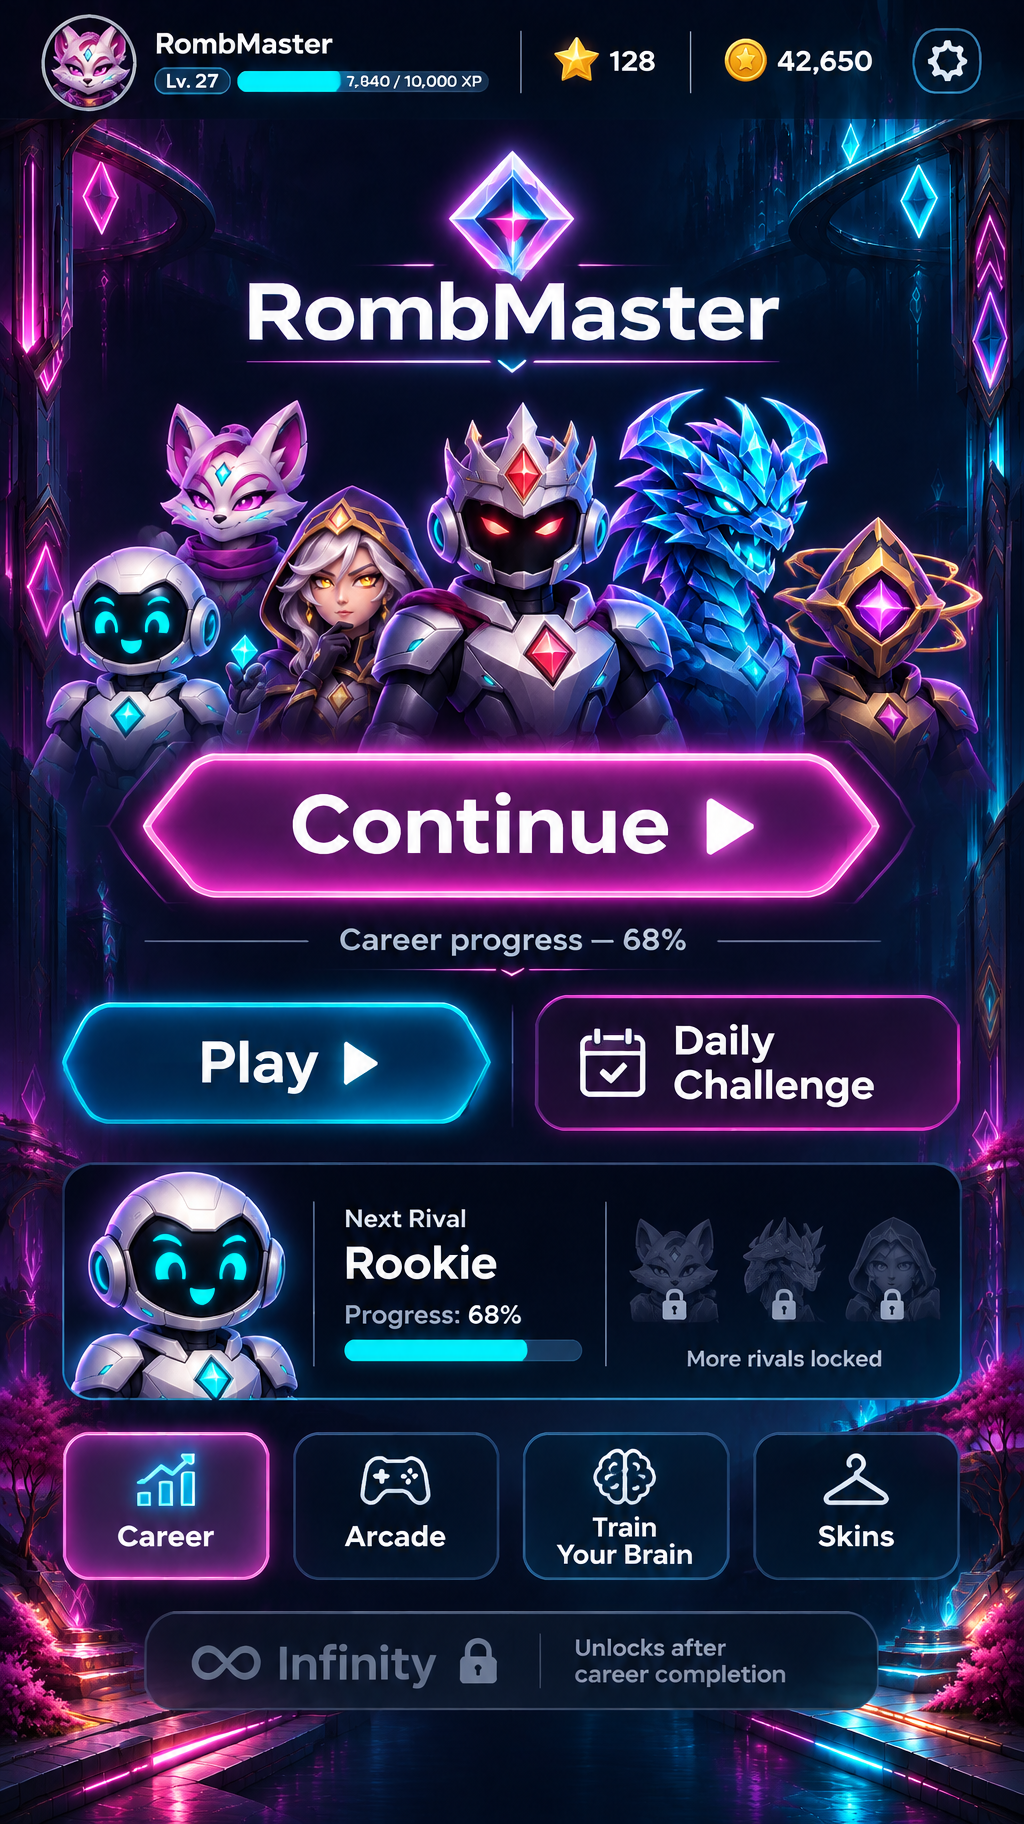 RombMaster
Lv. 27
7,840 / 10,000 XP
128
42,650
RombMaster
Continue
Career progress — 68%
Play
Daily
Challenge
Next Rival
Rookie
Progress: 68%
More rivals locked
Career
Arcade
Train
Your Brain
Skins
Infinity
Unlocks after
career completion